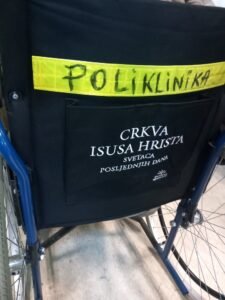 POLIKLINIKA
CRKVA
ISUSA HRISTA
SVETACA
POSLJEDNJIH DANA